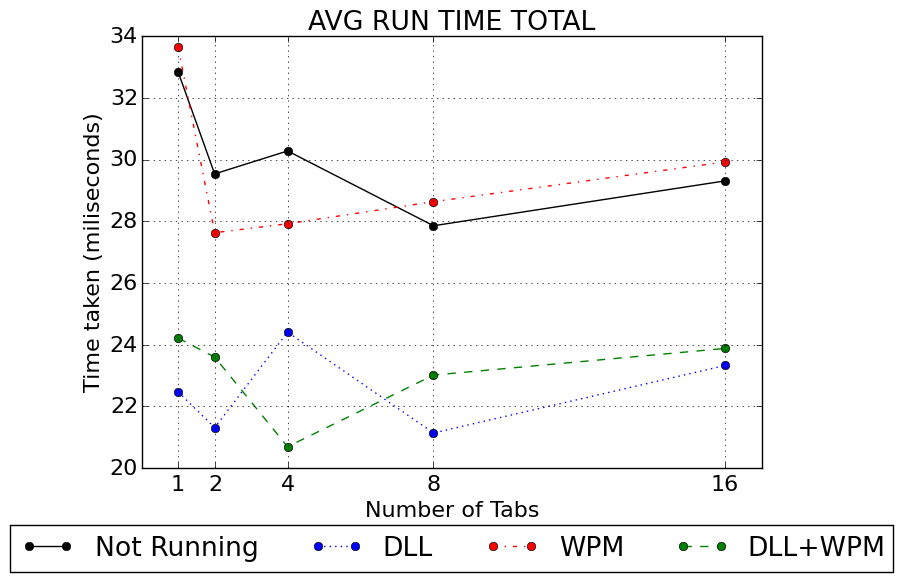 AVG RUN TIME TOTAL
34
32
30
28
26
24
22
20
Time taken (miliseconds)
1 2 4 8 16
Number of Tabs
Not Running DLL WPM DLL+WPM